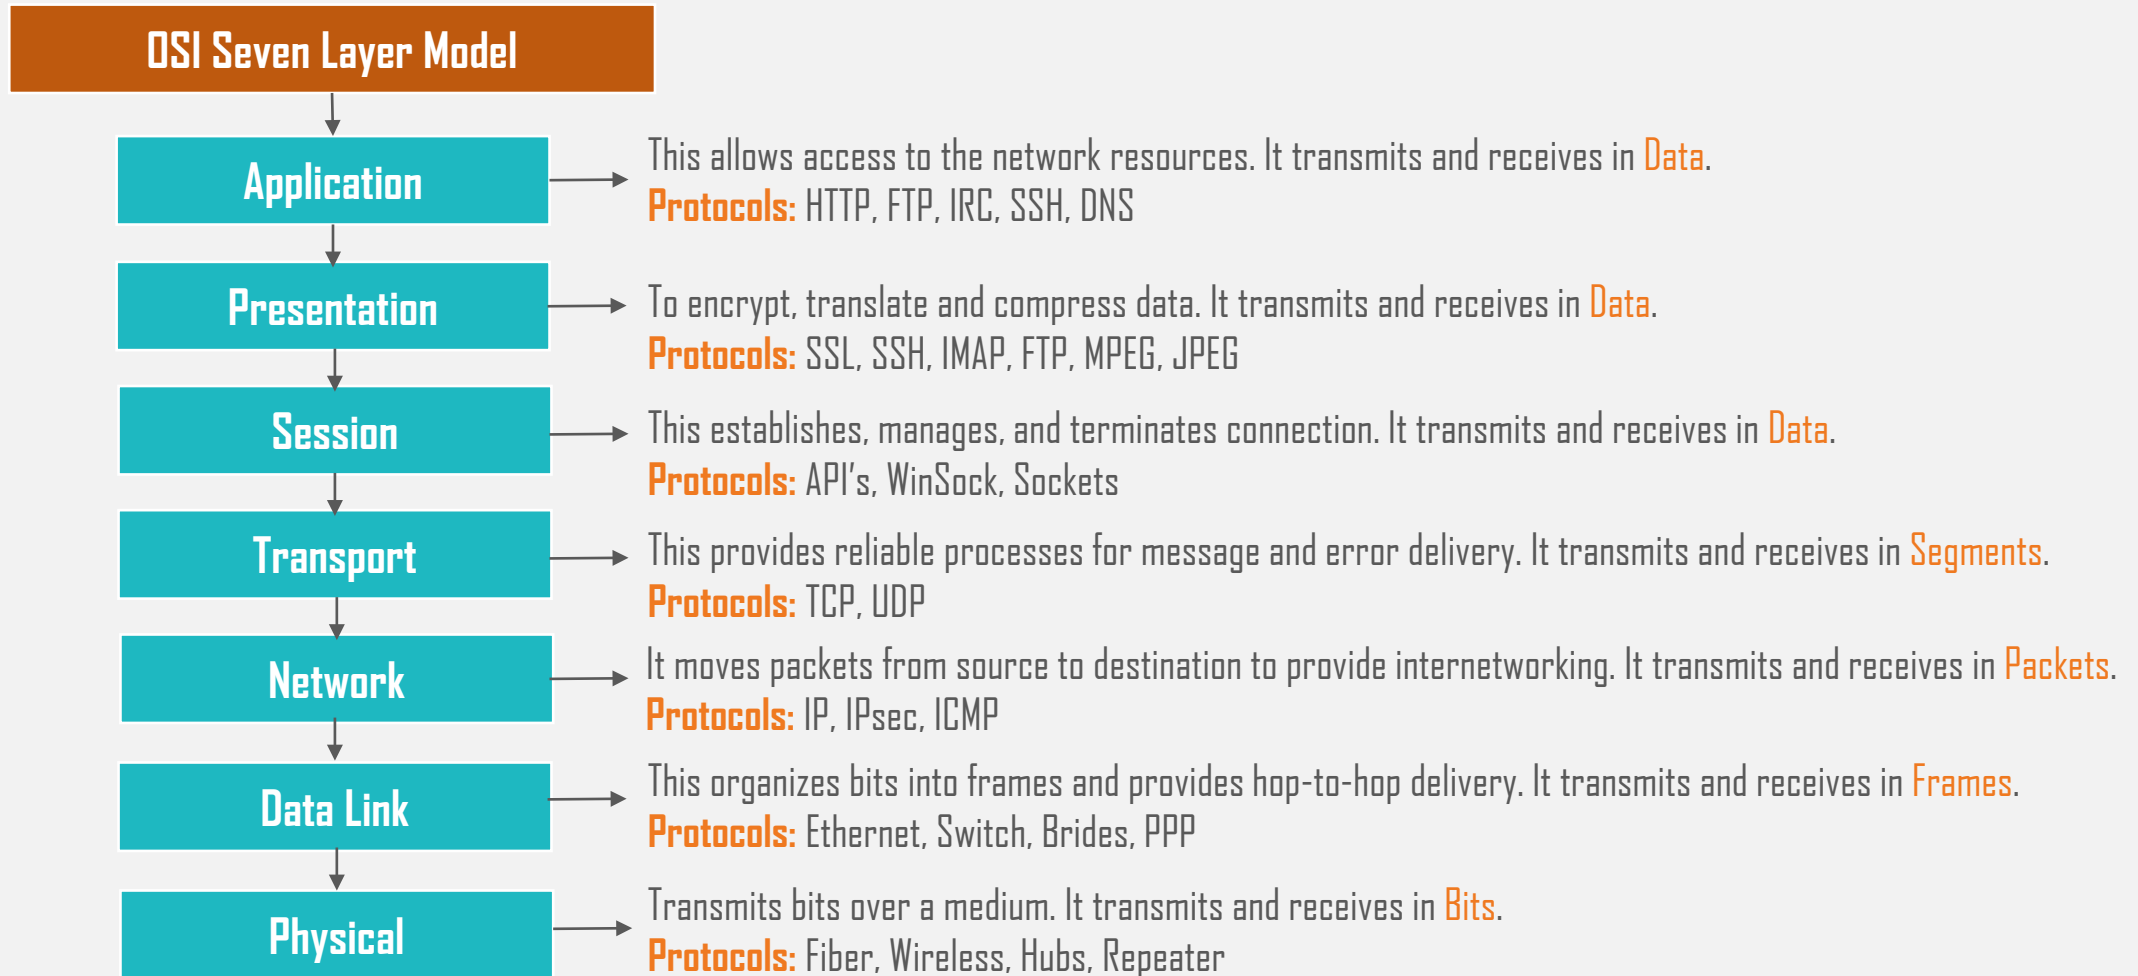 OSI Seven Layer Model
Application
This allows access to the network resources. It transmits and receives in Data.
Protocols: HTTP, FTP, IRC, SSH, DNS
Presentation
To encrypt, translate and compress data. It transmits and receives in Data.
Protocols: SSL, SSH, IMAP, FTP, MPEG, JPEG
Session
This establishes, manages, and terminates connection. It transmits and receives in Data.
Protocols: API's, WinSock, Sockets
Transport
This provides reliable processes for message and error delivery. It transmits and receives in Segments.
Protocols: TCP, UDP
Network
It moves packets from source to destination to provide internetworking. It transmits and receives in Packets.
Protocols: IP, IPsec, ICMP
Data Link
This organizes bits into frames and provides hop-to-hop delivery. It transmits and receives in Frames.
Protocols: Ethernet, Switch, Brides, PPP
Physical
Transmits bits over a medium. It transmits and receives in Bits.
Protocols: Fiber, Wireless, Hubs, Repeater